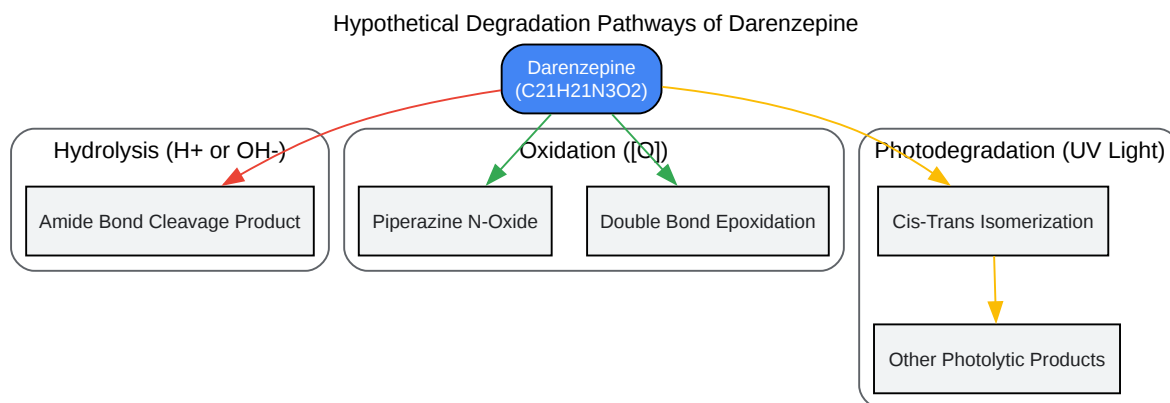 Hypothetical Degradation Pathways of Darenzepine
Darenzepine
(C21H21N3O2)
Hydrolysis (H+ or OH-)
Oxidation ([O])
Photodegradation (UV Light)
Amide Bond Cleavage Product
Piperazine N-Oxide
Double Bond Epoxidation
Cis-Trans Isomerization
Other Photolytic Products